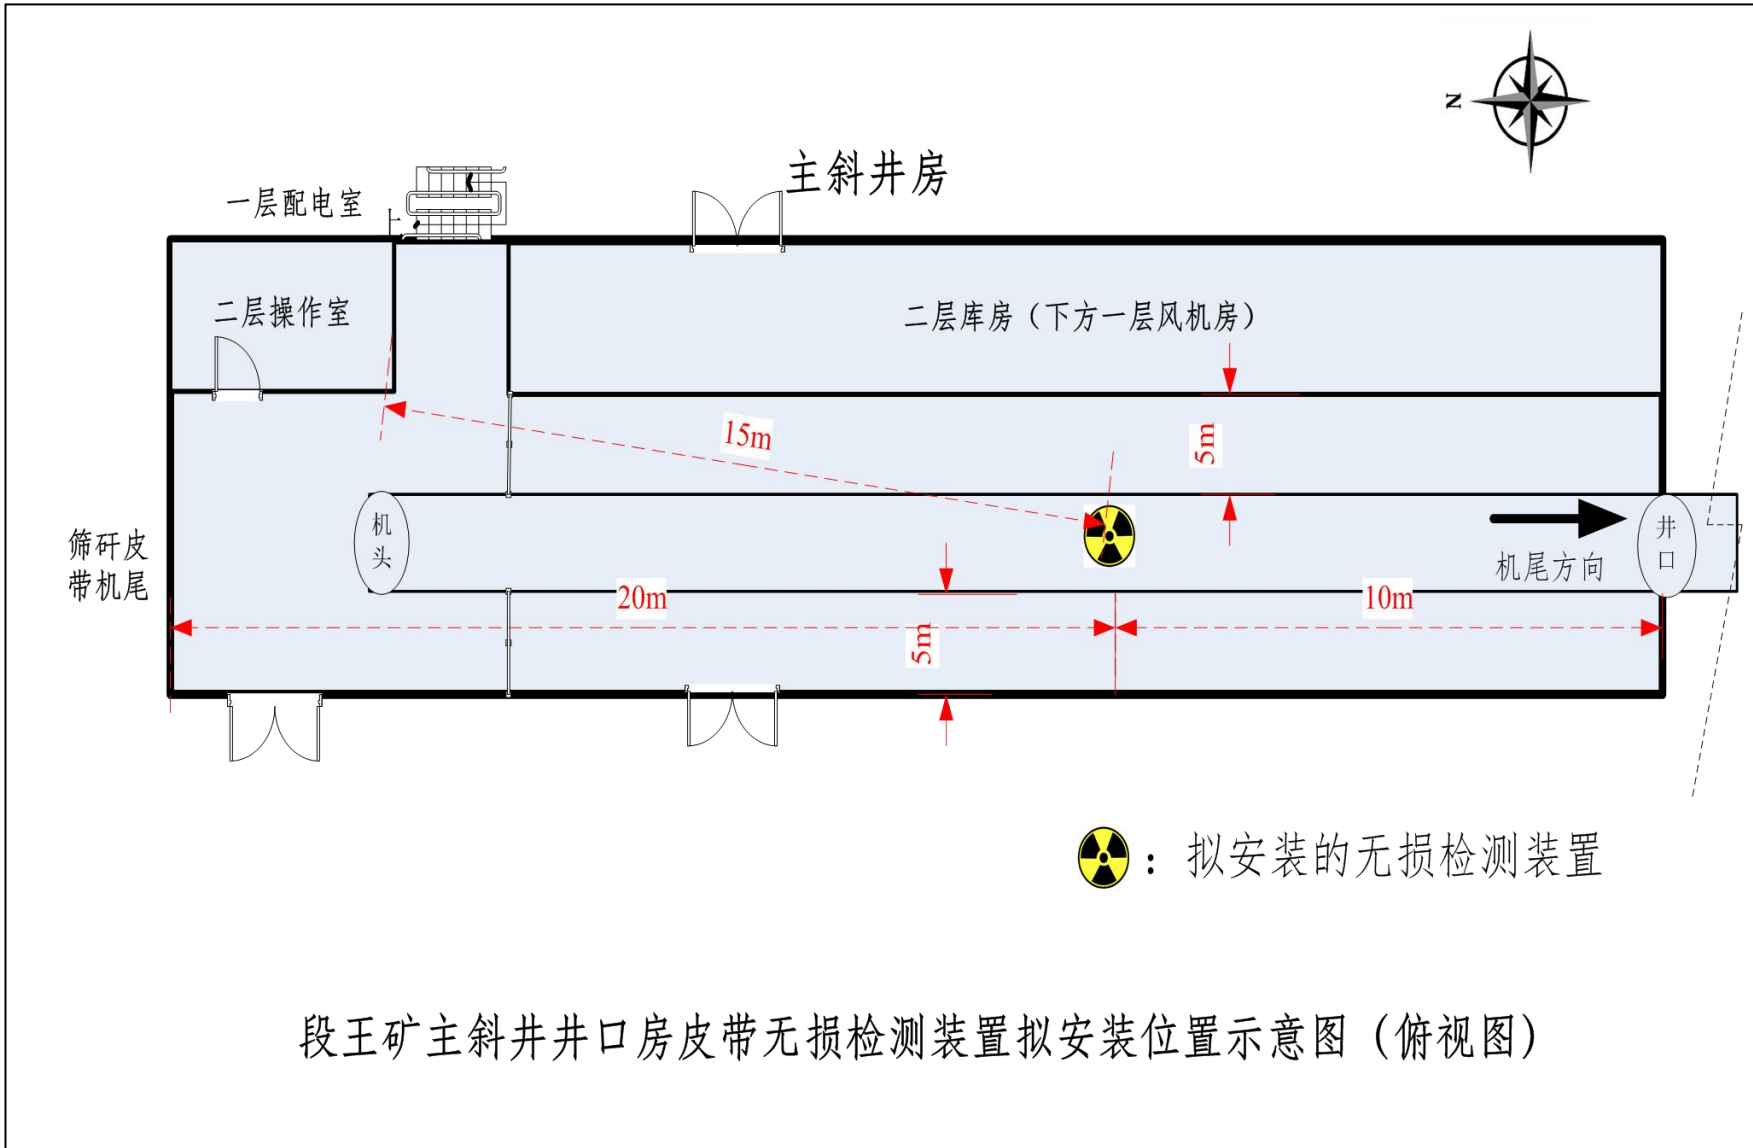 N
主斜井房
一层配电室
上
二层操作室
二层库房（下方一层风机房）
15m
5m
机头
井口
筛矸皮
带机尾
机尾方向
20m
10m
5m
：拟安装的无损检测装置
段王矿主斜井井口房皮带无损检测装置拟安装位置示意图（俯视图）